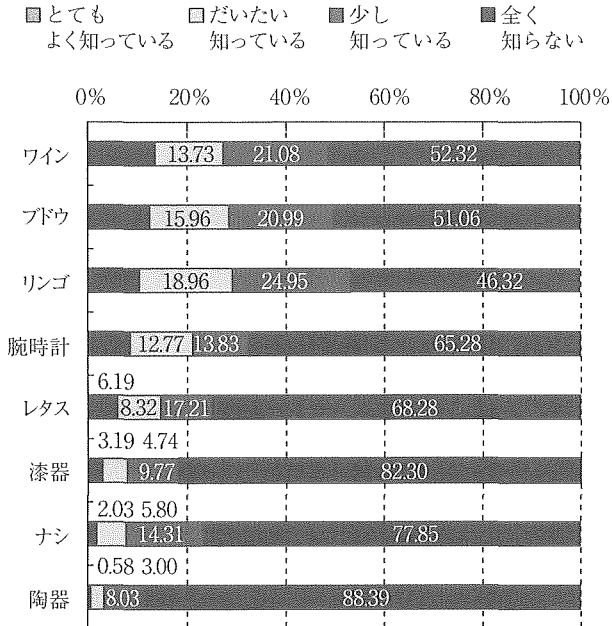 ■とても □だいたい ■少し ■全く
よく知っている 知っている 知っている 知らない
0% 20% 40% 60% 80% 100%
ワイン 13.73 21.08 52.32
ブドウ 15.96 20.99 51.06
リンゴ 18.96 24.95 46.32
腕時計 12.77 13.83 65.28
6.19
レタス 8.32 17.21 68.28
3.19 4.74
漆器 9.77 82.30
2.03 5.80
ナシ 14.31 77.85
0.58 3.00
陶器 8.03 88.39